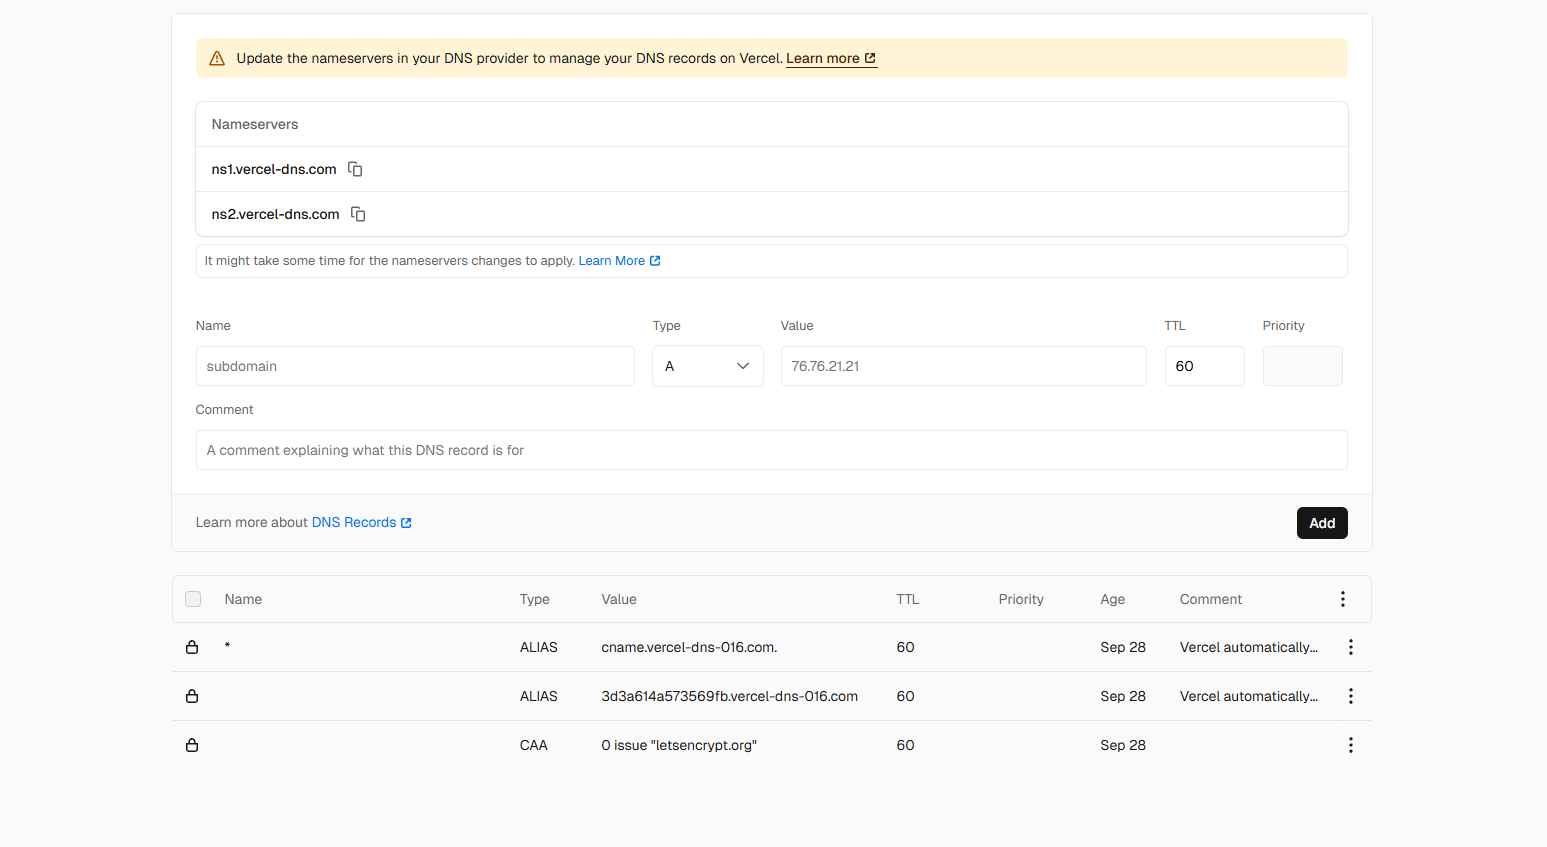 Update the nameservers in your DNS provider to manage your DNS records on Vercel. Learn more
Nameservers
ns1.vercel-dns.com
ns2.vercel-dns.com
It might take some time for the nameservers changes to apply. Learn More
Name Type Value TTL Priority
subdomain A 76.76.21.21 60
Comment
A comment explaining what this DNS record is for
Learn more about DNS Records
Add
Name Type Value TTL Priority Age Comment
* ALIAS cname.vercel-dns-016.com. 60 Sep 28 Vercel automatically...
ALIAS 3d3a614a573569fb.vercel-dns-016.com 60 Sep 28 Vercel automatically...
CAA 0 issue "letsencrypt.org" 60 Sep 28